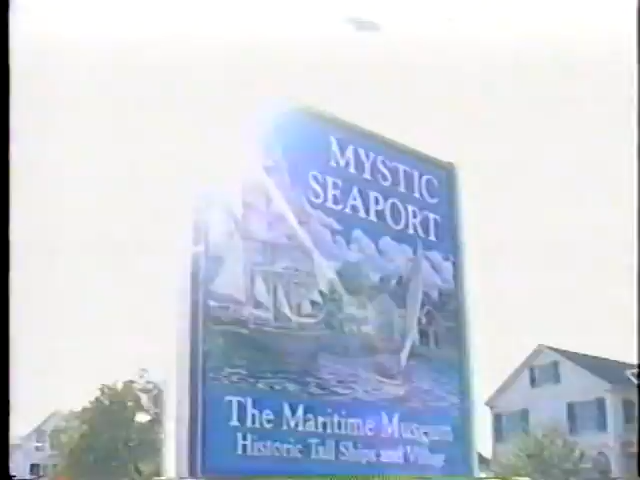 MYSTIC
SEAPORT
The Maritime Museum
Historic Tall Ships and Village